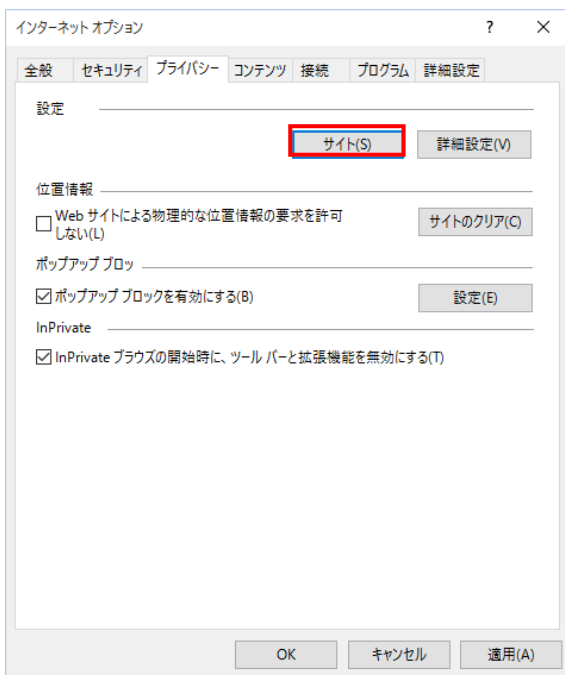 インターネット オプション ? ×
全般 セキュリティ プライバシー コンテンツ 接続 プログラム 詳細設定
設定
サイト(S) 詳細設定(V)
位置情報
Web サイトによる物理的な位置情報の要求を許可
しない(L)
サイトのクリア(C)
ポップアップ ブロッ
ポップアップ ブロックを有効にする(B) 設定(E)
InPrivate
InPrivate ブラウズの開始時に、ツール バーと拡張機能を無効にする(T)
OK キャンセル 適用(A)